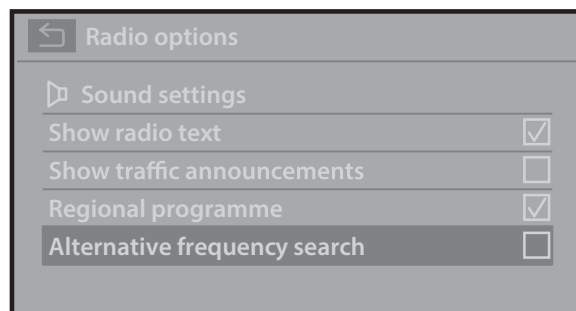 Radio options
Sound settings
Show radio text
Show traffic announcements
Regional programme
Alternative frequency search